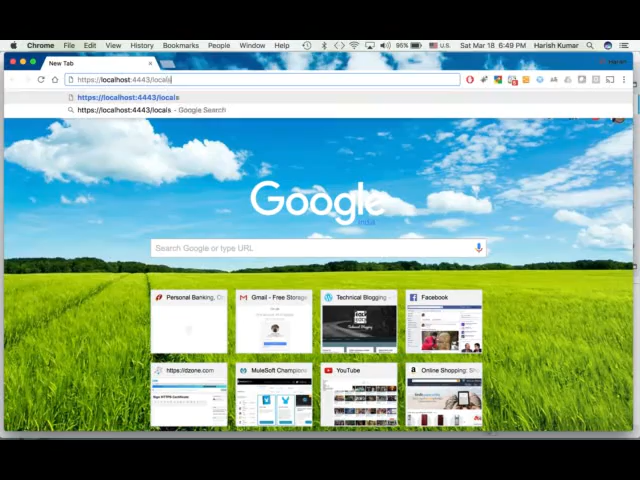 Chrome File Edit View History Bookmarks People Window Help 95% U.S. Sat Mar 18 6:49 PM Harish Kumar
New Tab
https://localhost:4443/locals
https://localhost:4443/locals
https://localhost:4443/locals - Google Search
Google
India
Search Google or type URL
Personal Banking, On
Gmail - Free Storage
Technical Blogging -
Facebook
https://dzone.com
MuleSoft Champions
YouTube
Online Shopping: Sh